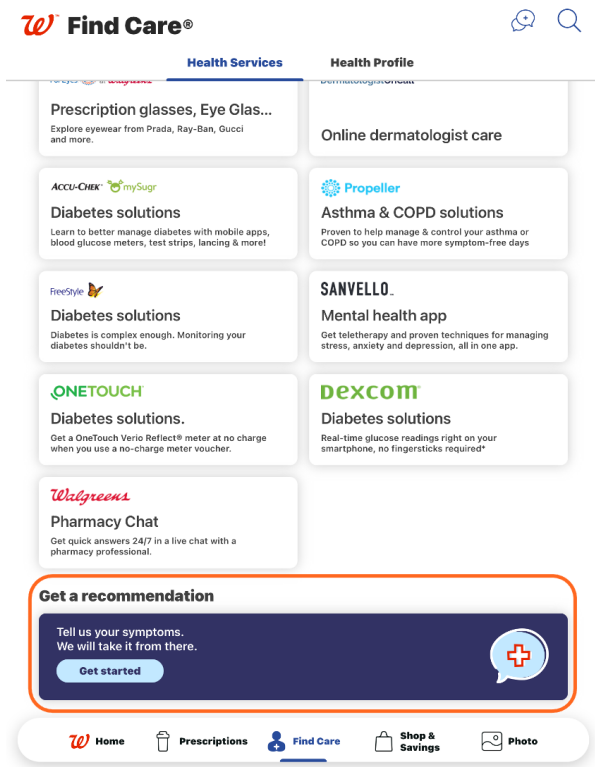 Find Care®
Health Services
Health Profile
Prescription glasses, Eye Glas...
Explore eyewear from Prada, Ray-Ban, Gucci
and more.
Online dermatologist care
ACCU-CHEK mySugr
Diabetes solutions
Learn to better manage diabetes with mobile apps,
blood glucose meters, test strips, lancing & more!
Propeller
Asthma & COPD solutions
Proven to help manage & control your asthma or
COPD so you can have more symptom-free days
FreeStyle
Diabetes solutions
Diabetes is complex enough. Monitoring your
diabetes shouldn't be.
SANVELLO
Mental health app
Get teletherapy and proven techniques for managing
stress, anxiety and depression, all in one app.
ONETOUCH
Diabetes solutions.
Get a OneTouch Verio Reflect® meter at no charge
when you use a no-charge meter voucher.
Dexcom
Diabetes solutions
Real-time glucose readings right on your
smartphone, no fingersticks required*
Walgreens
Pharmacy Chat
Get quick answers 24/7 in a live chat with a
pharmacy professional.
Get a recommendation
Tell us your symptoms.
We will take it from there.
Get started
Home
Prescriptions
Find Care
Shop &
Savings
Photo